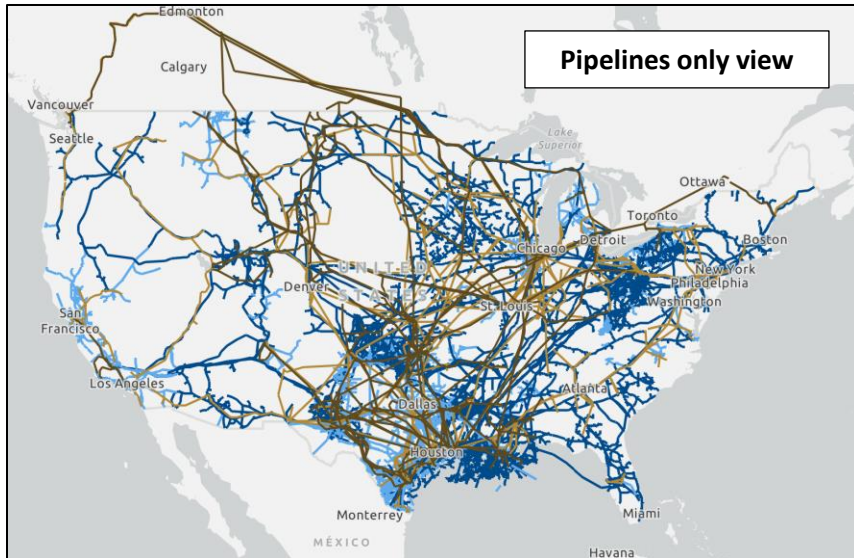 Edmonton
Pipelines only view
Calgary
Vancouver
Seattle
Lake
Superior
Ottawa
Toronto
Boston
Chicago
Detroit
New York
Philadelphia
Washington
UNITED
STATES
Denver
St. Louis
San
Francisco
Los Angeles
Atlanta
Dallas
Houston
Monterrey
Miami
MÉXICO
Havana